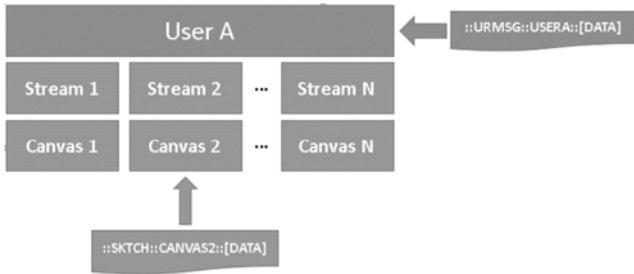 User A
::URMSG::USERA::[DATA]
Stream 1 Stream 2 ... Stream N
Canvas 1 Canvas 2 ... Canvas N
::SKTCH::CANVAS2::[DATA]